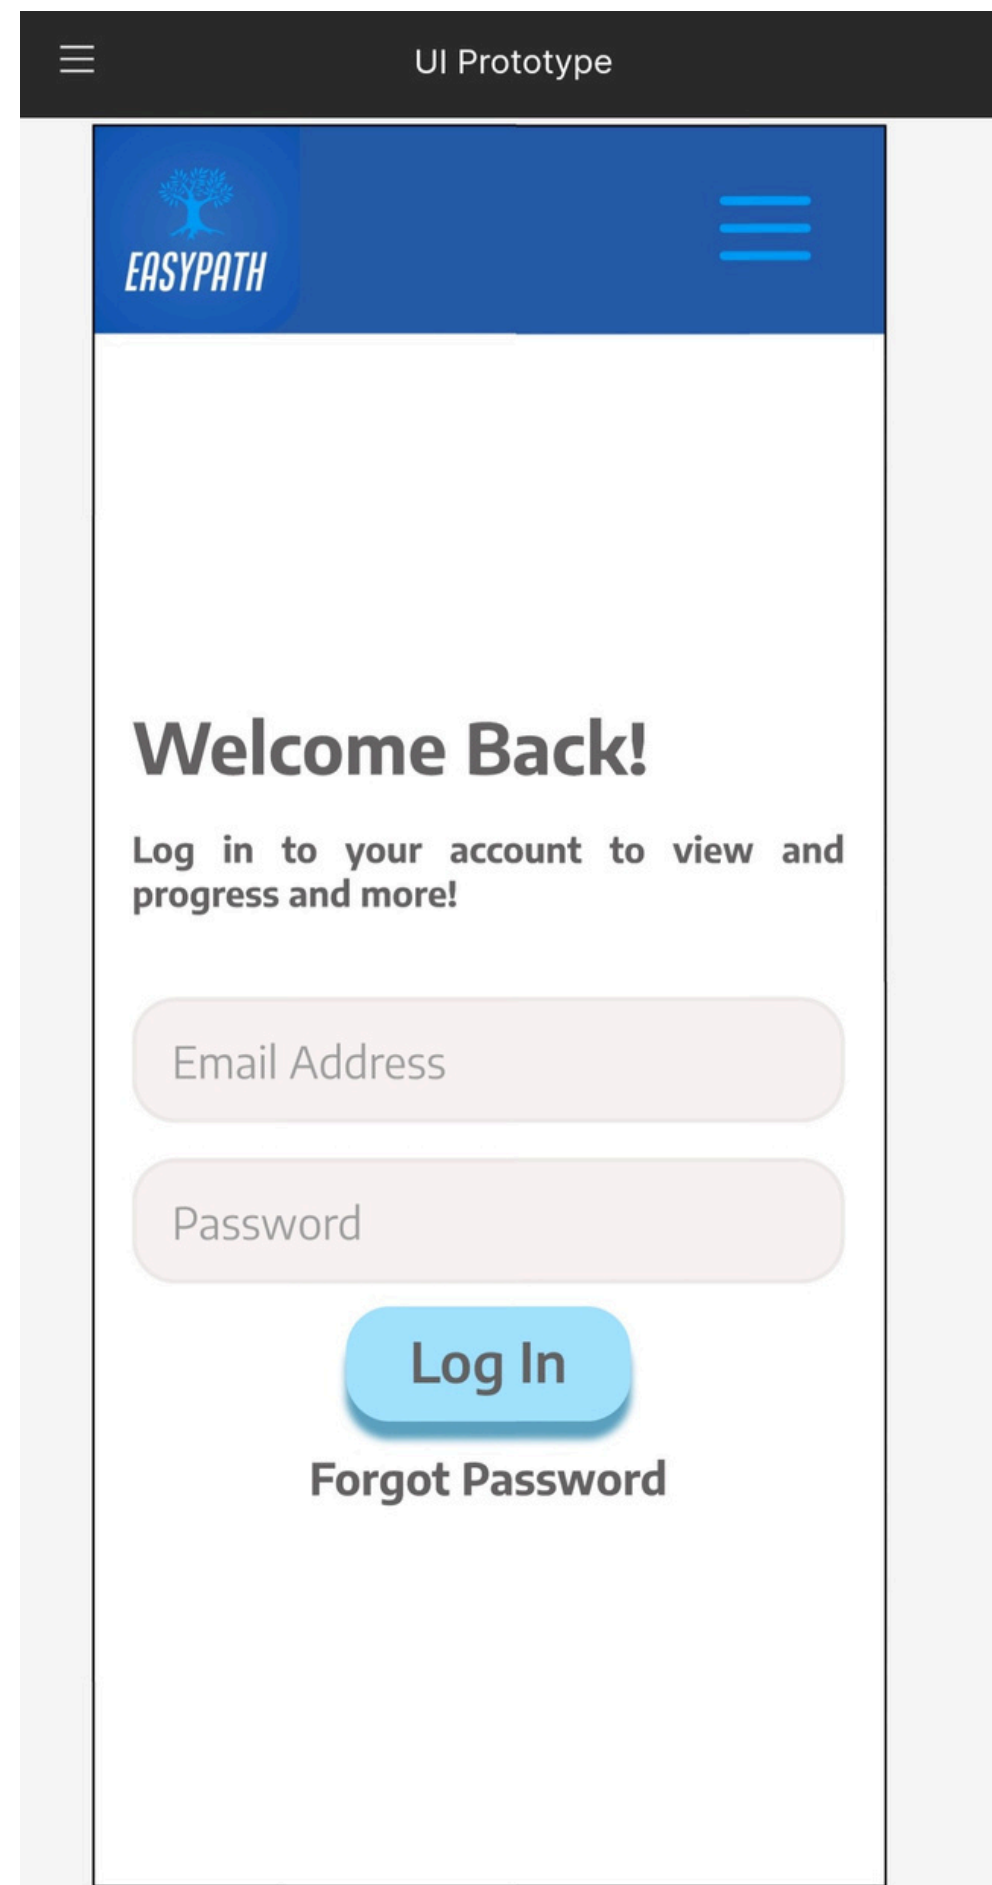 UI Prototype
EASYPATH
Welcome Back!
Log in to your account to view and
progress and more!
Email Address
Password
Log In
Forgot Password